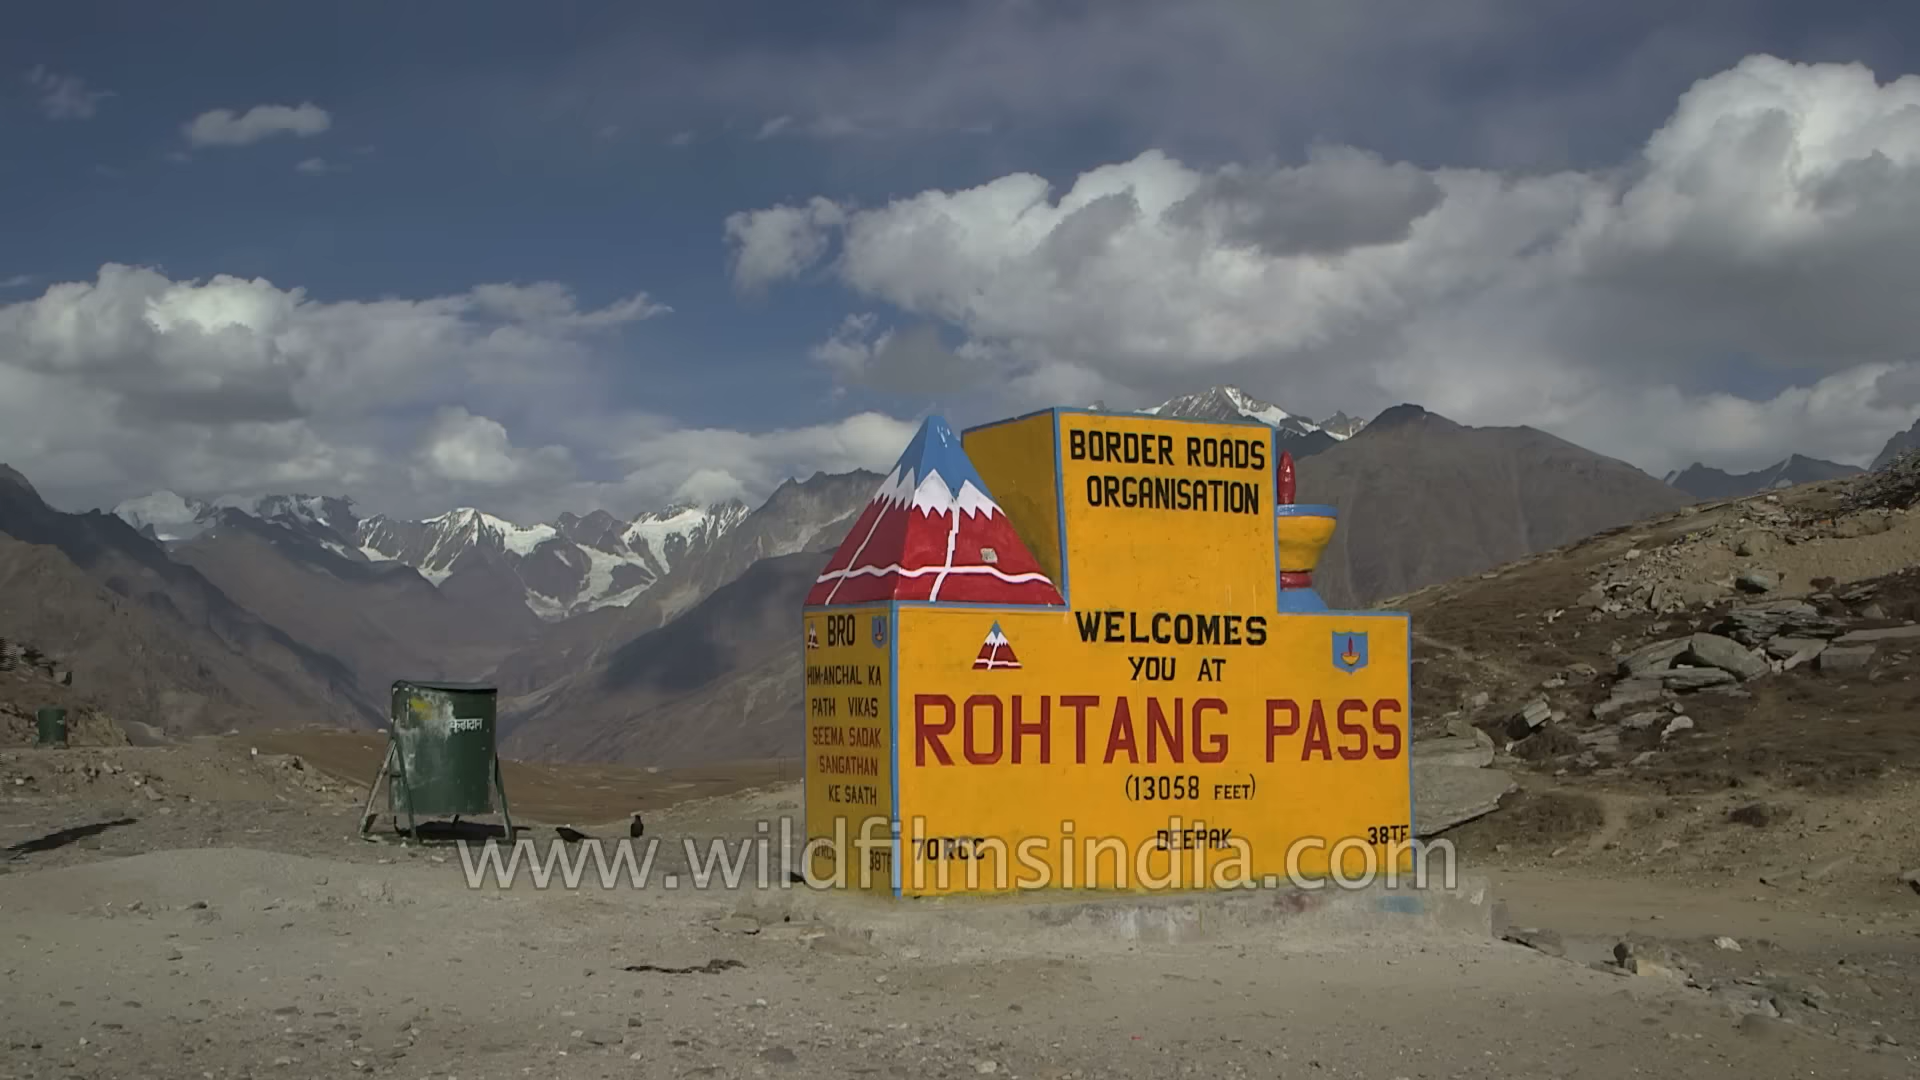 BORDER ROADS
ORGANISATION
WELCOMES
YOU AT
ROHTANG PASS
(13058 FEET)
70RCC DEEPAK 38TF
BRO
HIM-ANCHAL KA
PATH VIKAS
SEEMA SADAK
SANGATHAN
KE SAATH
38TF
कूड़ादान
www.wildfilmsindia.com